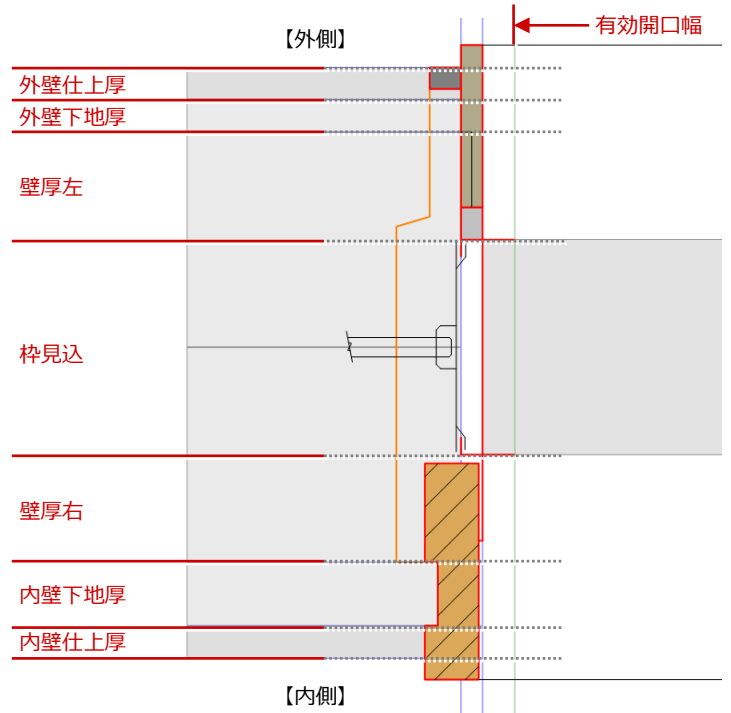 【外側】
有効開口幅
外壁仕上厚
外壁下地厚
壁厚左
枠見込
壁厚右
内壁下地厚
内壁仕上厚
【内側】